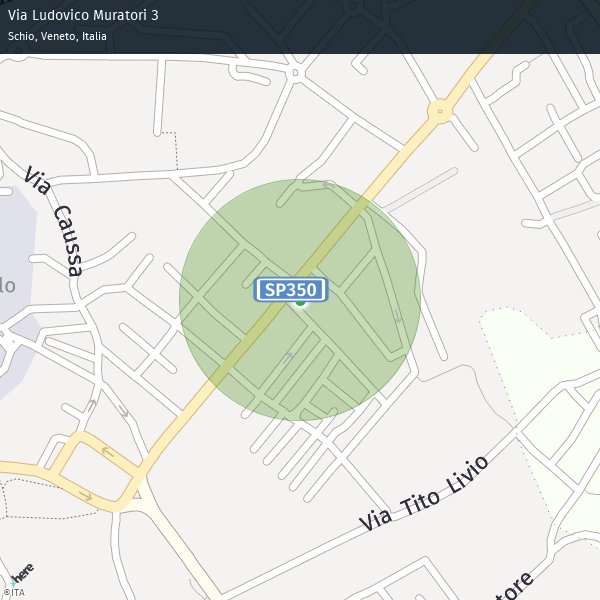 Via Ludovico Muratori 3
Schio, Veneto, Italia
Via Caussa
lo
SP350
Via Tito Livio
tore
here
©ITA